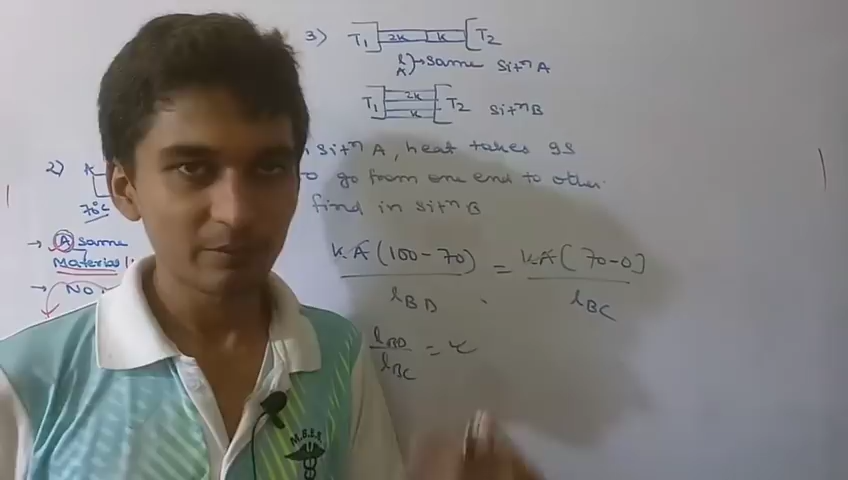 3) T1 2K K T2
l A } → same sitⁿ A
T1 2K K T2 sitⁿ B
sitⁿ A, heat takes 9s
to go from one end to other
find in sitⁿ B
2) K
70°C
→ A same
Material
→ No.
KA(100-70) / lBD = KA(70-0) / lBC
lBD / lBC = x
M.B.B.S